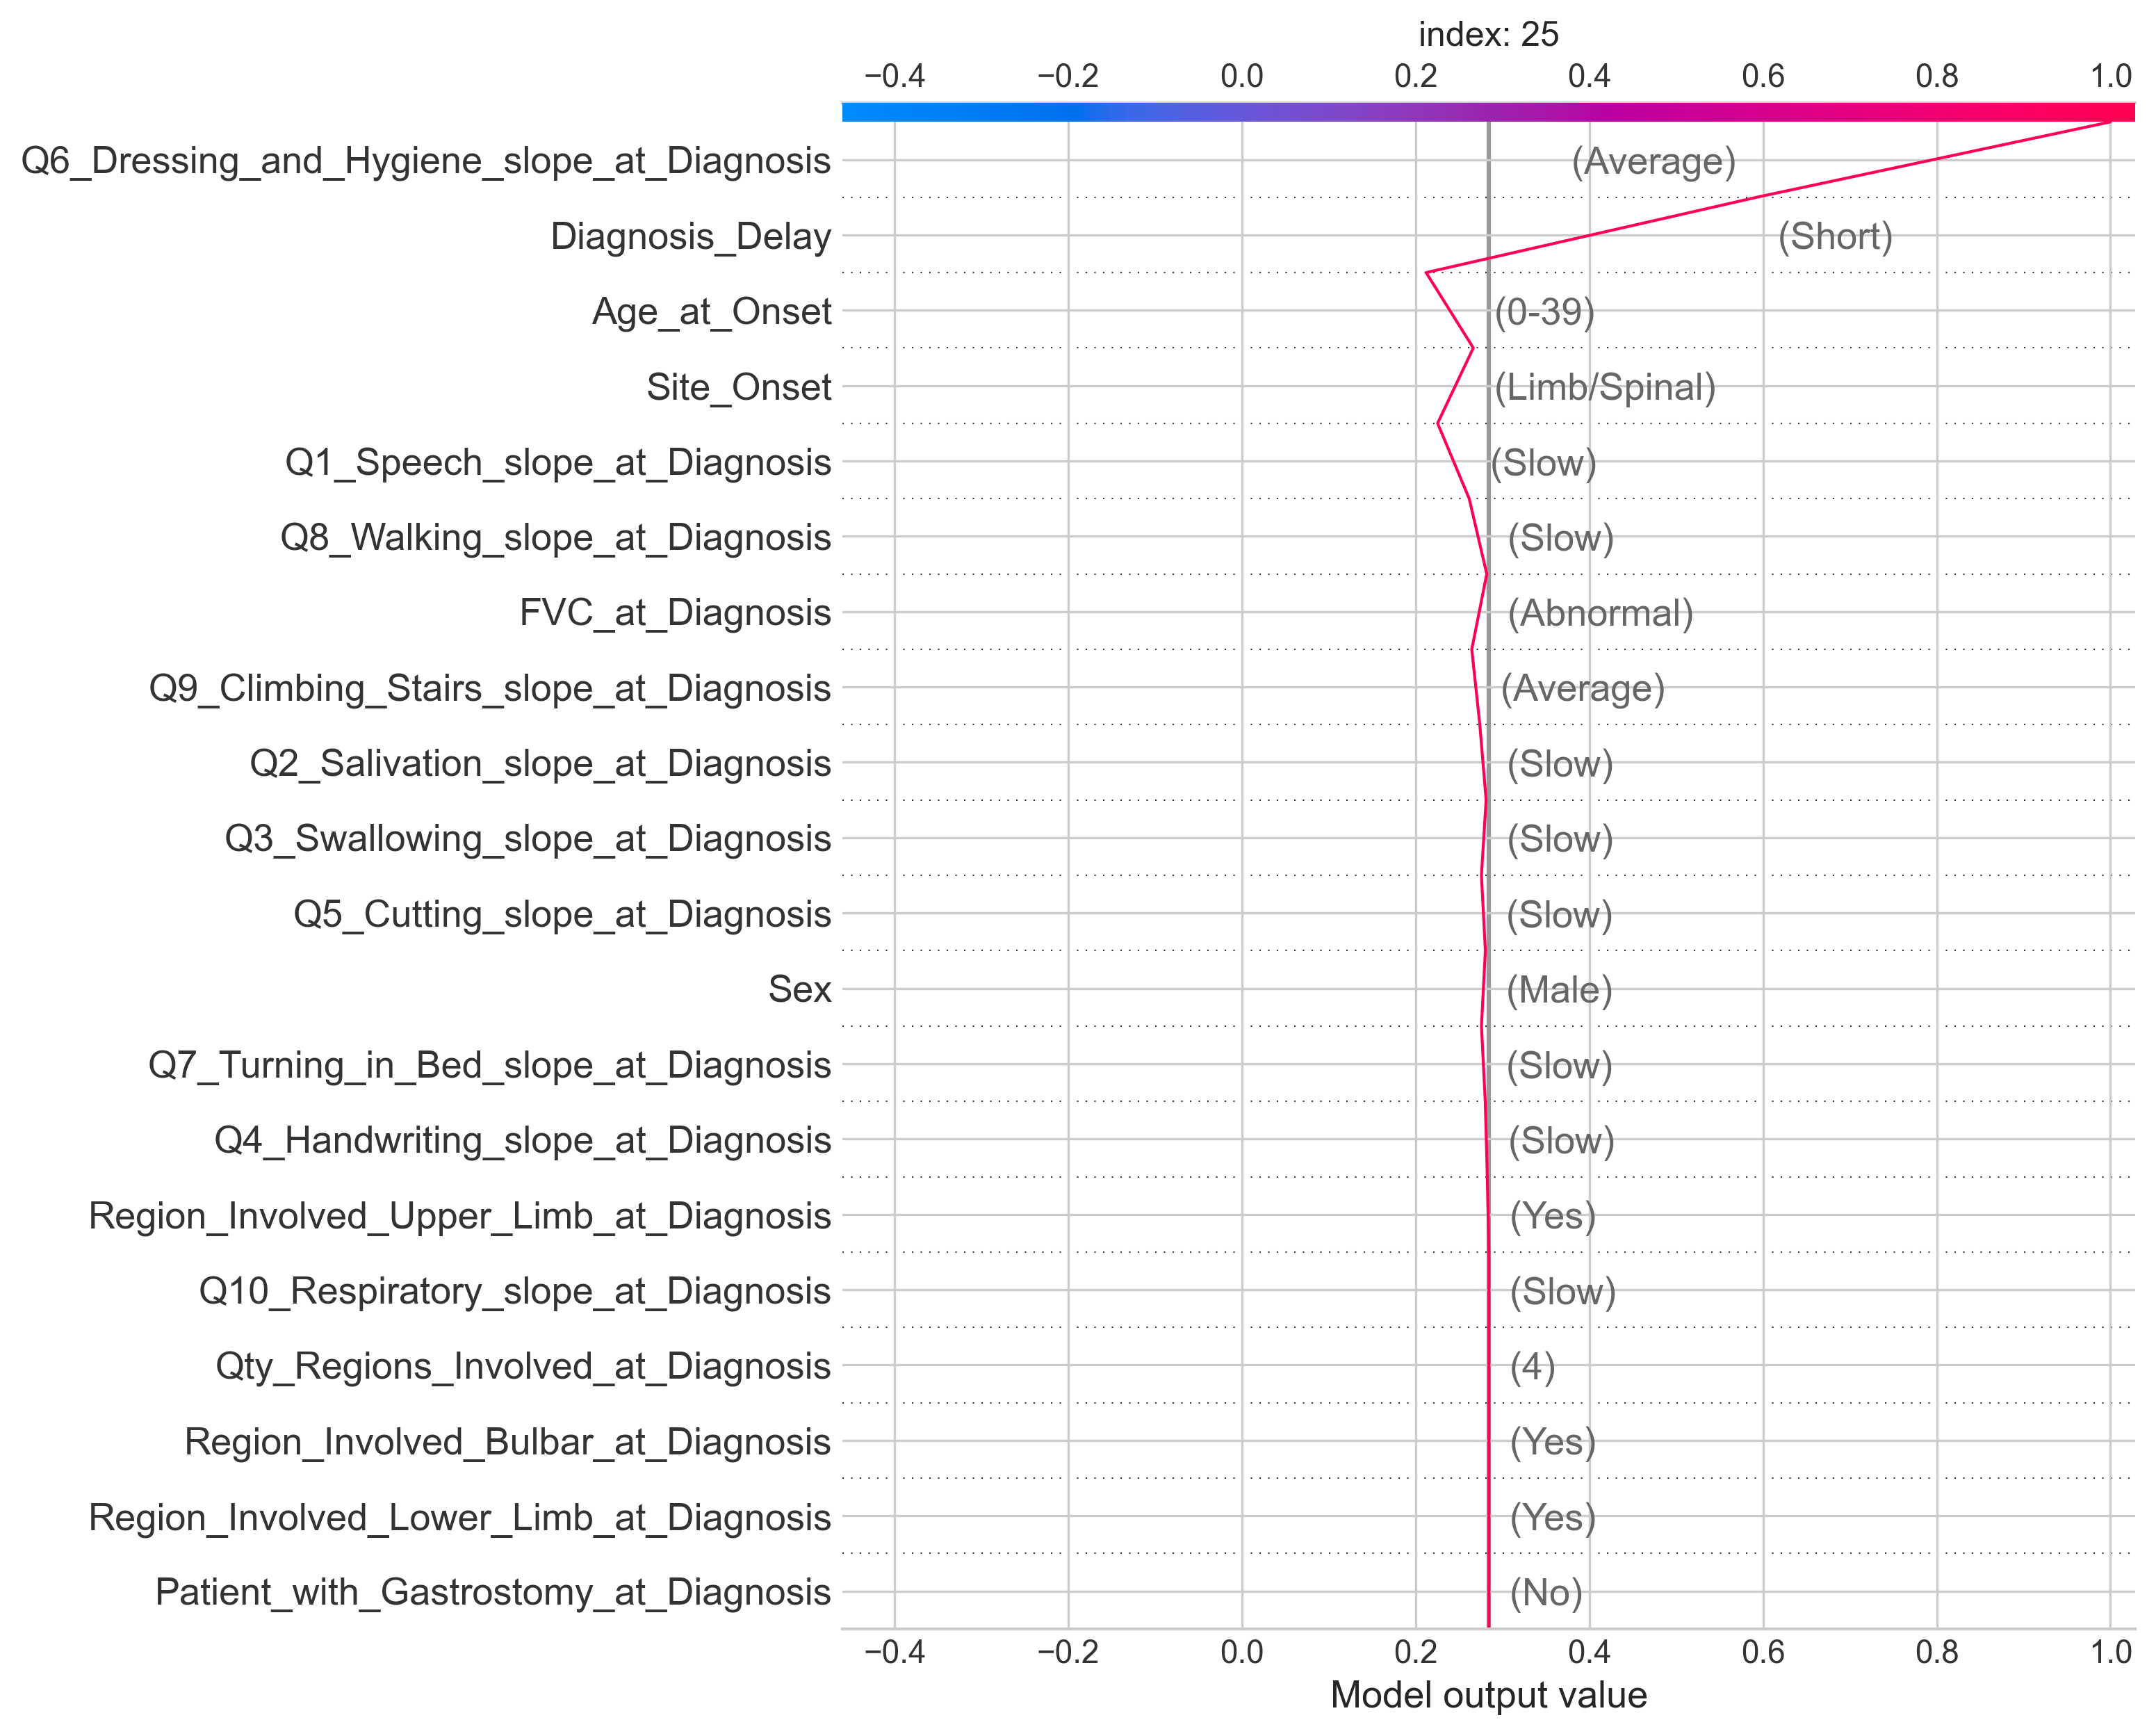 index: 25
−0.4 −0.2 0.0 0.2 0.4 0.6 0.8 1.0
Q6_Dressing_and_Hygiene_slope_at_Diagnosis (Average)
Diagnosis_Delay (Short)
Age_at_Onset (0-39)
Site_Onset (Limb/Spinal)
Q1_Speech_slope_at_Diagnosis (Slow)
Q8_Walking_slope_at_Diagnosis (Slow)
FVC_at_Diagnosis (Abnormal)
Q9_Climbing_Stairs_slope_at_Diagnosis (Average)
Q2_Salivation_slope_at_Diagnosis (Slow)
Q3_Swallowing_slope_at_Diagnosis (Slow)
Q5_Cutting_slope_at_Diagnosis (Slow)
Sex (Male)
Q7_Turning_in_Bed_slope_at_Diagnosis (Slow)
Q4_Handwriting_slope_at_Diagnosis (Slow)
Region_Involved_Upper_Limb_at_Diagnosis (Yes)
Q10_Respiratory_slope_at_Diagnosis (Slow)
Qty_Regions_Involved_at_Diagnosis (4)
Region_Involved_Bulbar_at_Diagnosis (Yes)
Region_Involved_Lower_Limb_at_Diagnosis (Yes)
Patient_with_Gastrostomy_at_Diagnosis (No)
−0.4 −0.2 0.0 0.2 0.4 0.6 0.8 1.0
Model output value